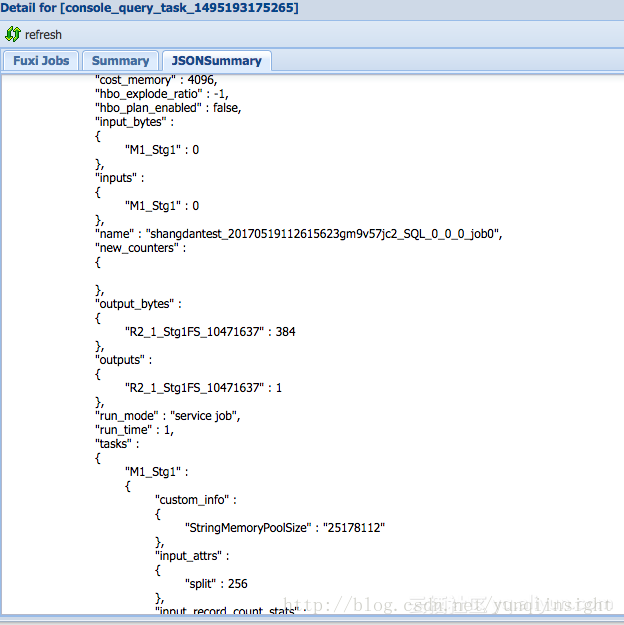 Detail for [console_query_task_1495193175265]
refresh
Fuxi Jobs Summary JSONSummary
"cost_memory" : 4096,
"hbo_explode_ratio" : -1,
"hbo_plan_enabled" : false,
"input_bytes" :
{
"M1_Stg1" : 0
},
"inputs" :
{
"M1_Stg1" : 0
},
"name" : "shangdantest_20170519112615623gm9v57jc2_SQL_0_0_0_job0",
"new_counters" :
{
},
"output_bytes" :
{
"R2_1_Stg1FS_10471637" : 384
},
"outputs" :
{
"R2_1_Stg1FS_10471637" : 1
},
"run_mode" : "service job",
"run_time" : 1,
"tasks" :
{
"M1_Stg1" :
{
"custom_info" :
{
"StringMemoryPoolSize" : "25178112"
},
"input_attrs" :
{
"split" : 256
},
"input_record_count_stats" :
http://blog.csdn.net/yunqiinsight